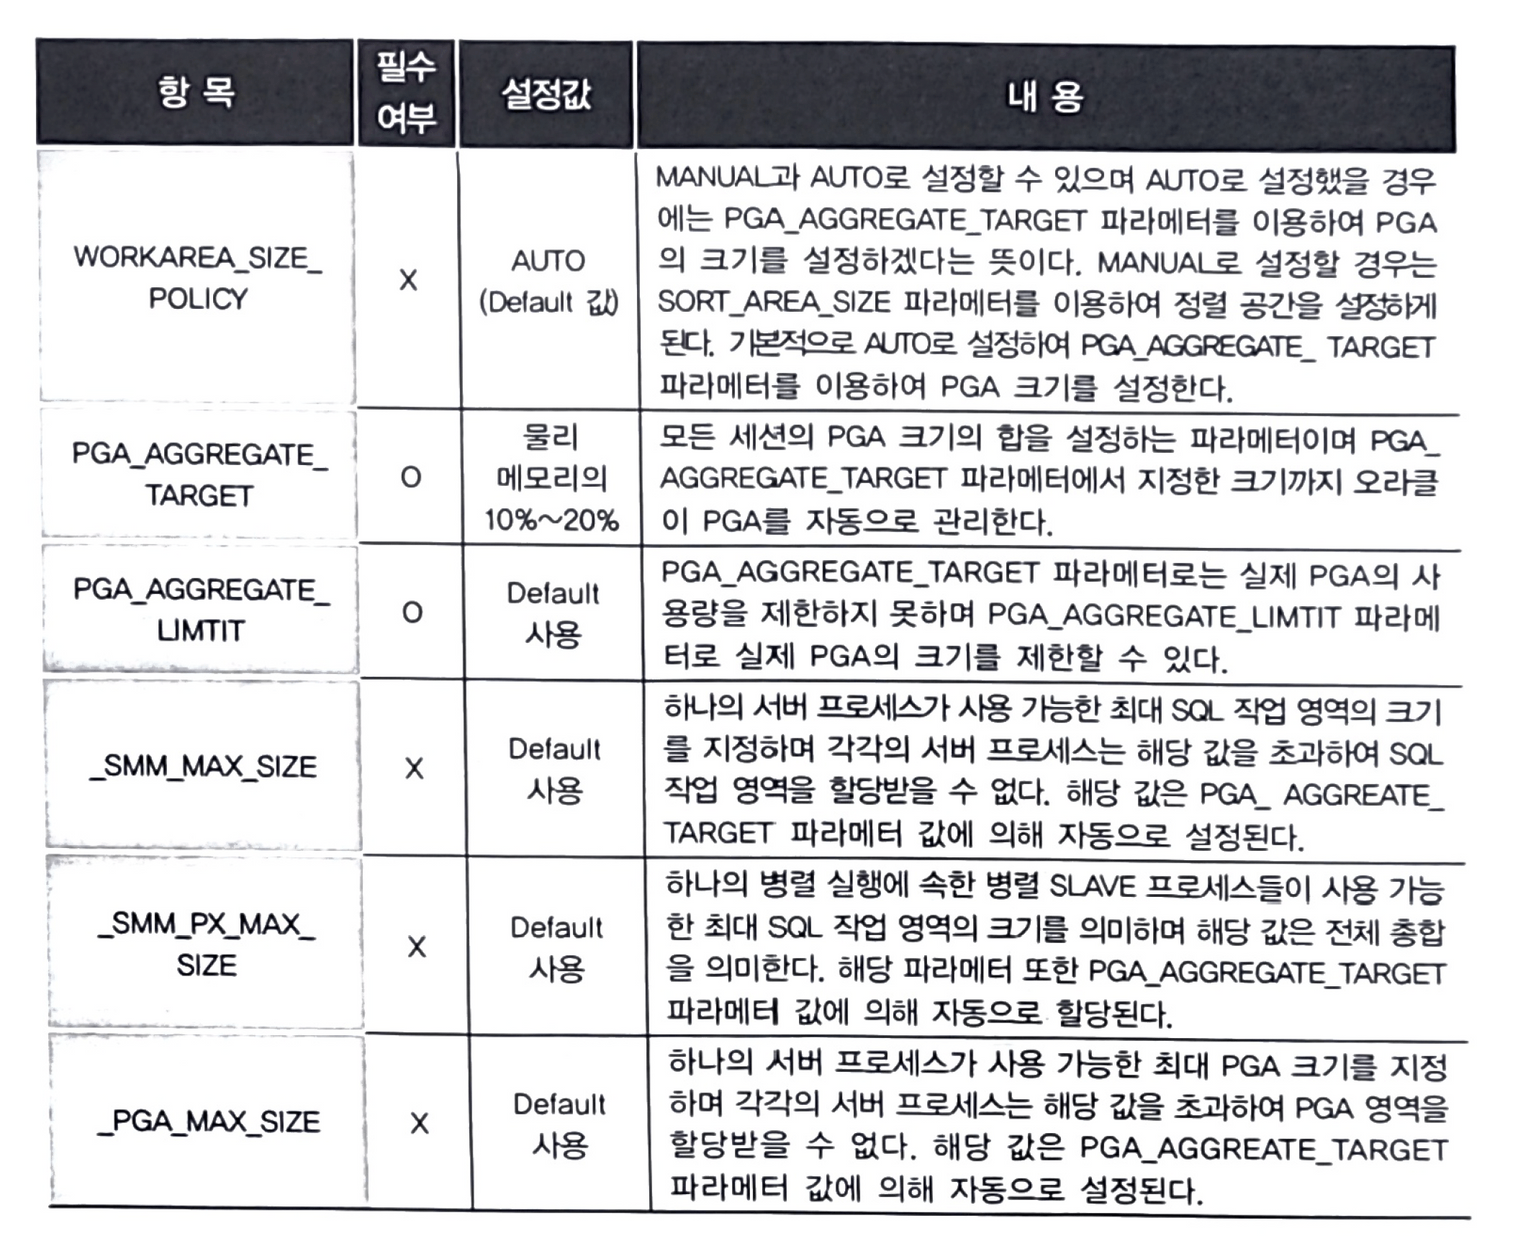 항 목
필수
여부
설정값
내 용
WORKAREA_SIZE_
POLICY
X
AUTO
(Default 값)
MANUAL과 AUTO로 설정할 수 있으며 AUTO로 설정했을 경우
에는 PGA_AGGREGATE_TARGET 파라메터를 이용하여 PGA
의 크기를 설정하겠다는 뜻이다. MANUAL로 설정할 경우는
SORT_AREA_SIZE 파라메터를 이용하여 정렬 공간을 설정하게
된다. 기본적으로 AUTO로 설정하여 PGA_AGGREGATE_ TARGET
파라메터를 이용하여 PGA 크기를 설정한다.
PGA_AGGREGATE_
TARGET
O
물리
메모리의
10%~20%
모든 세션의 PGA 크기의 합을 설정하는 파라메터이며 PGA_
AGGREGATE_TARGET 파라메터에서 지정한 크기까지 오라클
이 PGA를 자동으로 관리한다.
PGA_AGGREGATE_
LIMTIT
O
Default
사용
PGA_AGGREGATE_TARGET 파라메터로는 실제 PGA의 사
용량을 제한하지 못하며 PGA_AGGREGATE_LIMTIT 파라메
터로 실제 PGA의 크기를 제한할 수 있다.
_SMM_MAX_SIZE
X
Default
사용
하나의 서버 프로세스가 사용 가능한 최대 SQL 작업 영역의 크기
를 지정하며 각각의 서버 프로세스는 해당 값을 초과하여 SQL
작업 영역을 할당받을 수 없다. 해당 값은 PGA_ AGGREATE_
TARGET 파라메터 값에 의해 자동으로 설정된다.
_SMM_PX_MAX_
SIZE
X
Default
사용
하나의 병렬 실행에 속한 병렬 SLAVE 프로세스들이 사용 가능
한 최대 SQL 작업 영역의 크기를 의미하며 해당 값은 전체 총합
을 의미한다. 해당 파라메터 또한 PGA_AGGREGATE_TARGET
파라메터 값에 의해 자동으로 할당된다.
_PGA_MAX_SIZE
X
Default
사용
하나의 서버 프로세스가 사용 가능한 최대 PGA 크기를 지정
하며 각각의 서버 프로세스는 해당 값을 초과하여 PGA 영역을
할당받을 수 없다. 해당 값은 PGA_AGGREATE_TARGET
파라메터 값에 의해 자동으로 설정된다.